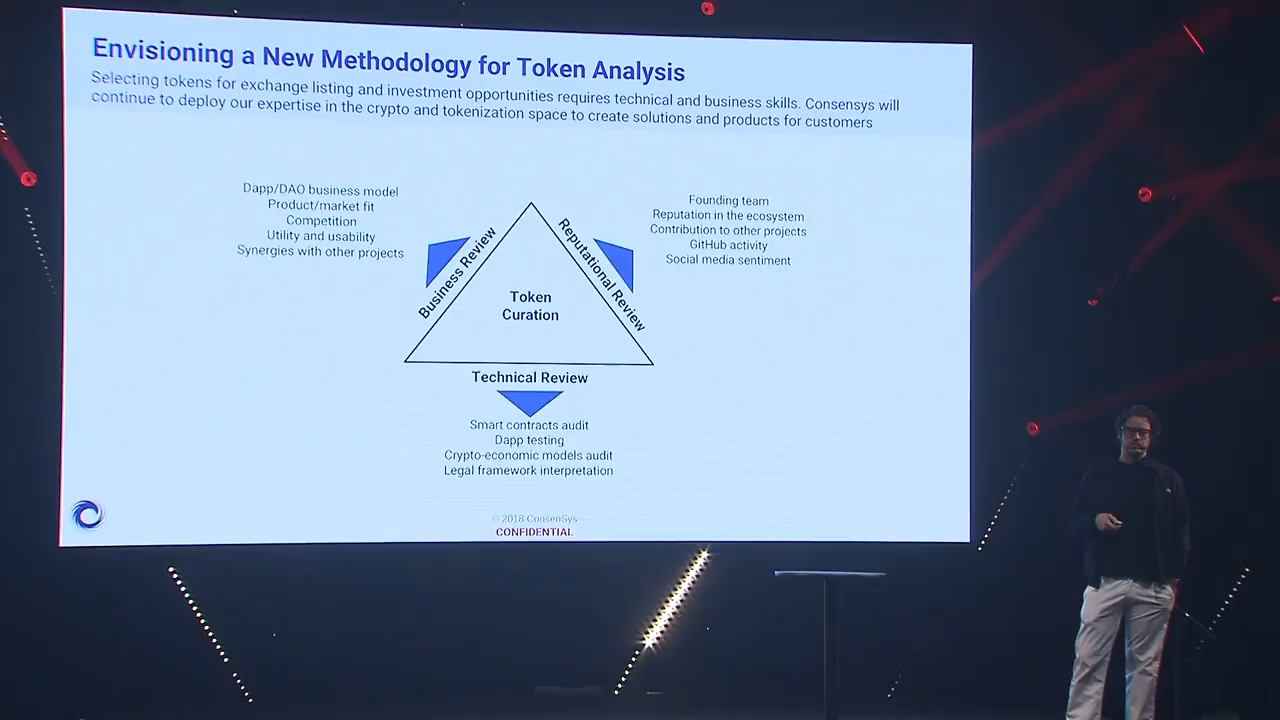 Envisioning a New Methodology for Token Analysis
Selecting tokens for exchange listing and investment opportunities requires technical and business skills. Consensys will
continue to deploy our expertise in the crypto and tokenization space to create solutions and products for customers
Dapp/DAO business model
Product/market fit
Competition
Utility and usability
Synergies with other projects
Business Review
Founding team
Reputation in the ecosystem
Contribution to other projects
GitHub activity
Social media sentiment
Reputational Review
Token
Curation
Technical Review
Smart contracts audit
Dapp testing
Crypto-economic models audit
Legal framework interpretation
© 2018 ConsenSys
CONFIDENTIAL